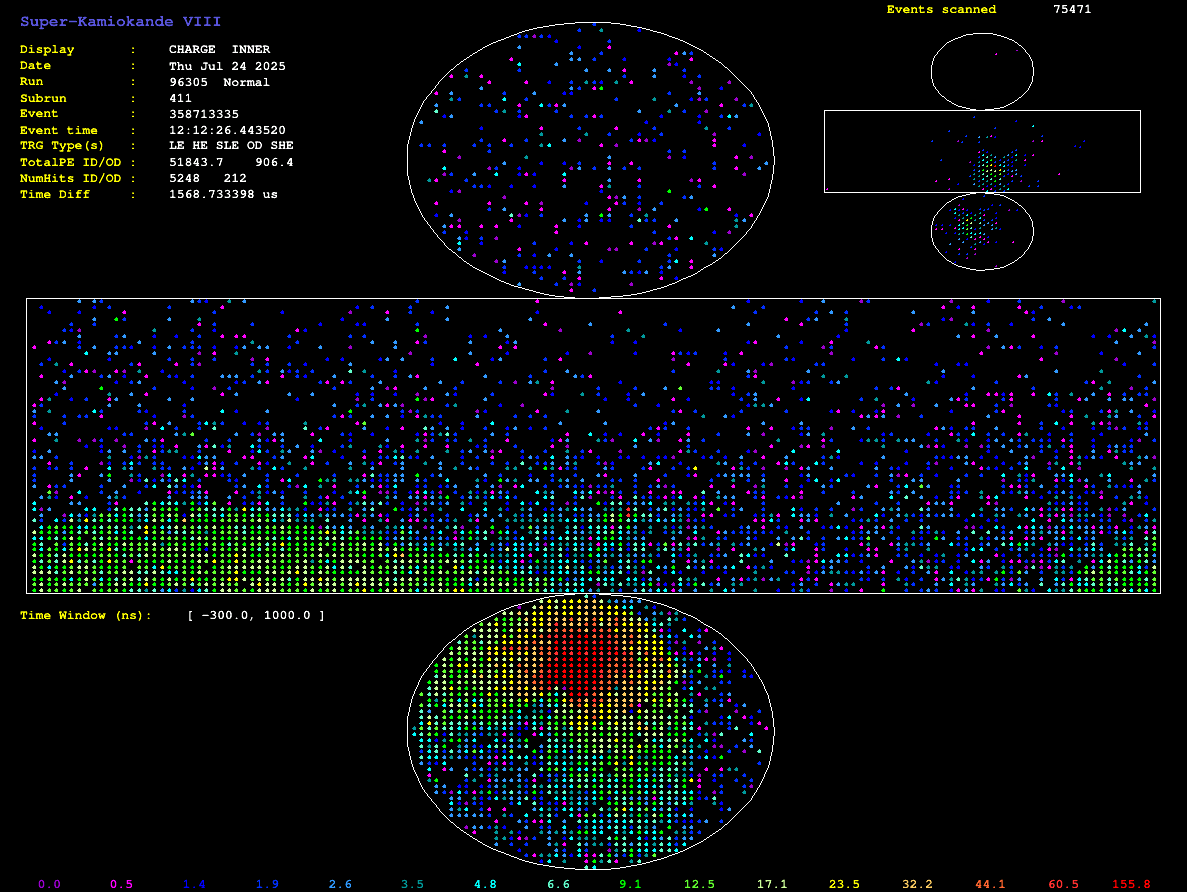 Super-Kamiokande VIII
Events scanned 75471
Display : CHARGE INNER
Date : Thu Jul 24 2025
Run : 96305 Normal
Subrun : 411
Event : 358713335
Event time : 12:12:26.443520
TRG Type(s) : LE HE SLE OD SHE
TotalPE ID/OD : 51843.7 906.4
NumHits ID/OD : 5248 212
Time Diff : 1568.733398 us
Time Window (ns): [ -300.0, 1000.0 ]
0.0 0.5 1.4 1.9 2.6 3.5 4.8 6.6 9.1 12.5 17.1 23.5 32.2 44.1 60.5 155.8